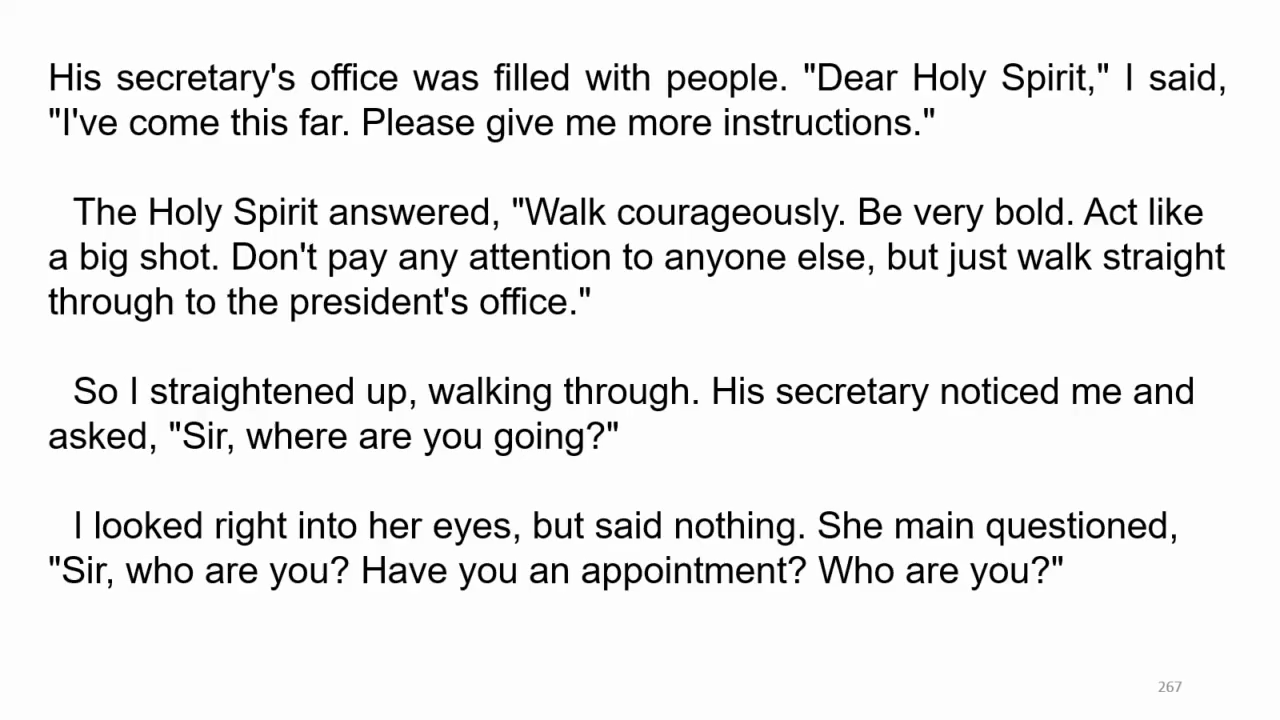 His secretary's office was filled with people. "Dear Holy Spirit," I said,
"I've come this far. Please give me more instructions."
The Holy Spirit answered, "Walk courageously. Be very bold. Act like
a big shot. Don't pay any attention to anyone else, but just walk straight
through to the president's office."
So I straightened up, walking through. His secretary noticed me and
asked, "Sir, where are you going?"
I looked right into her eyes, but said nothing. She main questioned,
"Sir, who are you? Have you an appointment? Who are you?"
267